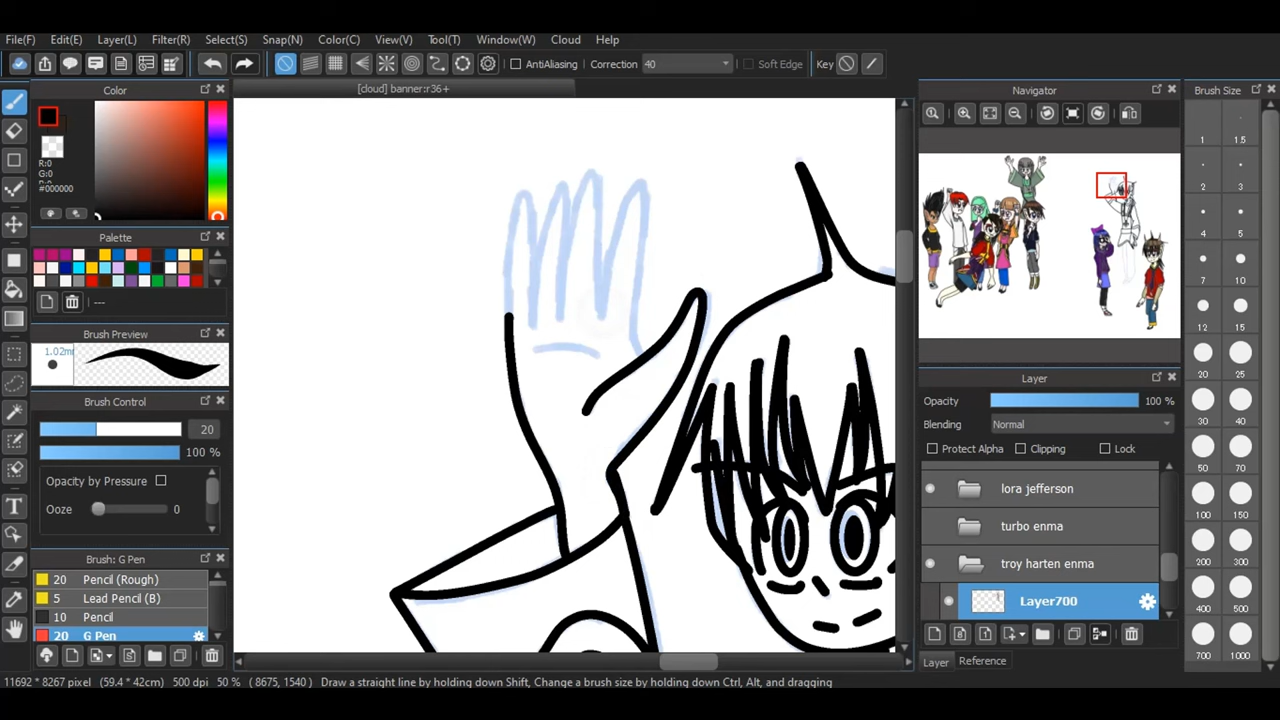 File(F) Edit(E) Layer(L) Filter(R) Select(S) Snap(N) Color(C) View(V) Tool(T) Window(W) Cloud Help
AntiAliasing Correction 40 Soft Edge Key
Color
[cloud] banner:r36+
Navigator
Brush Size
R:0
G:0
B:0
#000000
1 1.5
2 3
4 5
7 10
12 15
20 25
30 40
50 70
100 150
200 300
400 500
700 1000
Palette
---
Brush Preview
1.02m
Brush Control
20
100 %
Opacity by Pressure
Ooze 0
Brush: G Pen
20 Pencil (Rough)
5 Lead Pencil (B)
10 Pencil
20 G Pen
Layer
Opacity 100 %
Blending Normal
Protect Alpha Clipping Lock
lora jefferson
turbo enma
troy harten enma
Layer700
Layer Reference
11692 * 8267 pixel (59.4 * 42cm) 500 dpi 50 % ( 8675, 1540 ) Draw a straight line by holding down Shift, Change a brush size by holding down Ctrl, Alt, and dragging